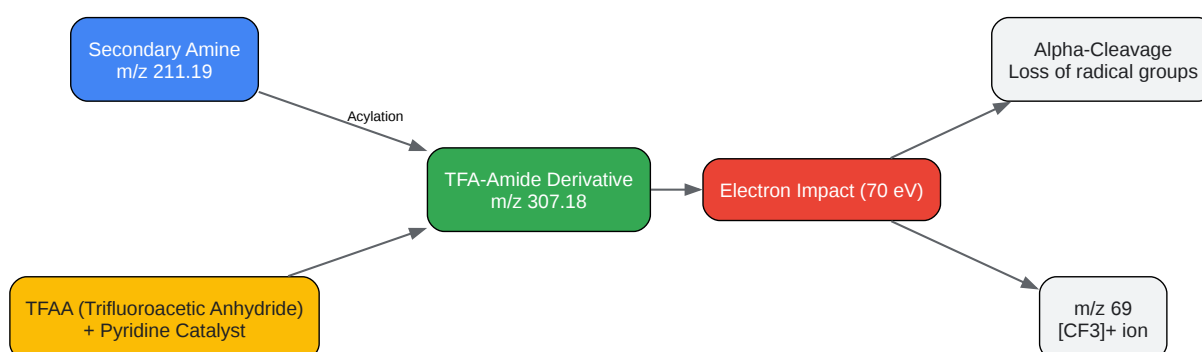 Secondary Amine
m/z 211.19
Acylation
TFAA (Trifluoroacetic Anhydride)
+ Pyridine Catalyst
TFA-Amide Derivative
m/z 307.18
Electron Impact (70 eV)
Alpha-Cleavage
Loss of radical groups
m/z 69
[CF3]+ ion